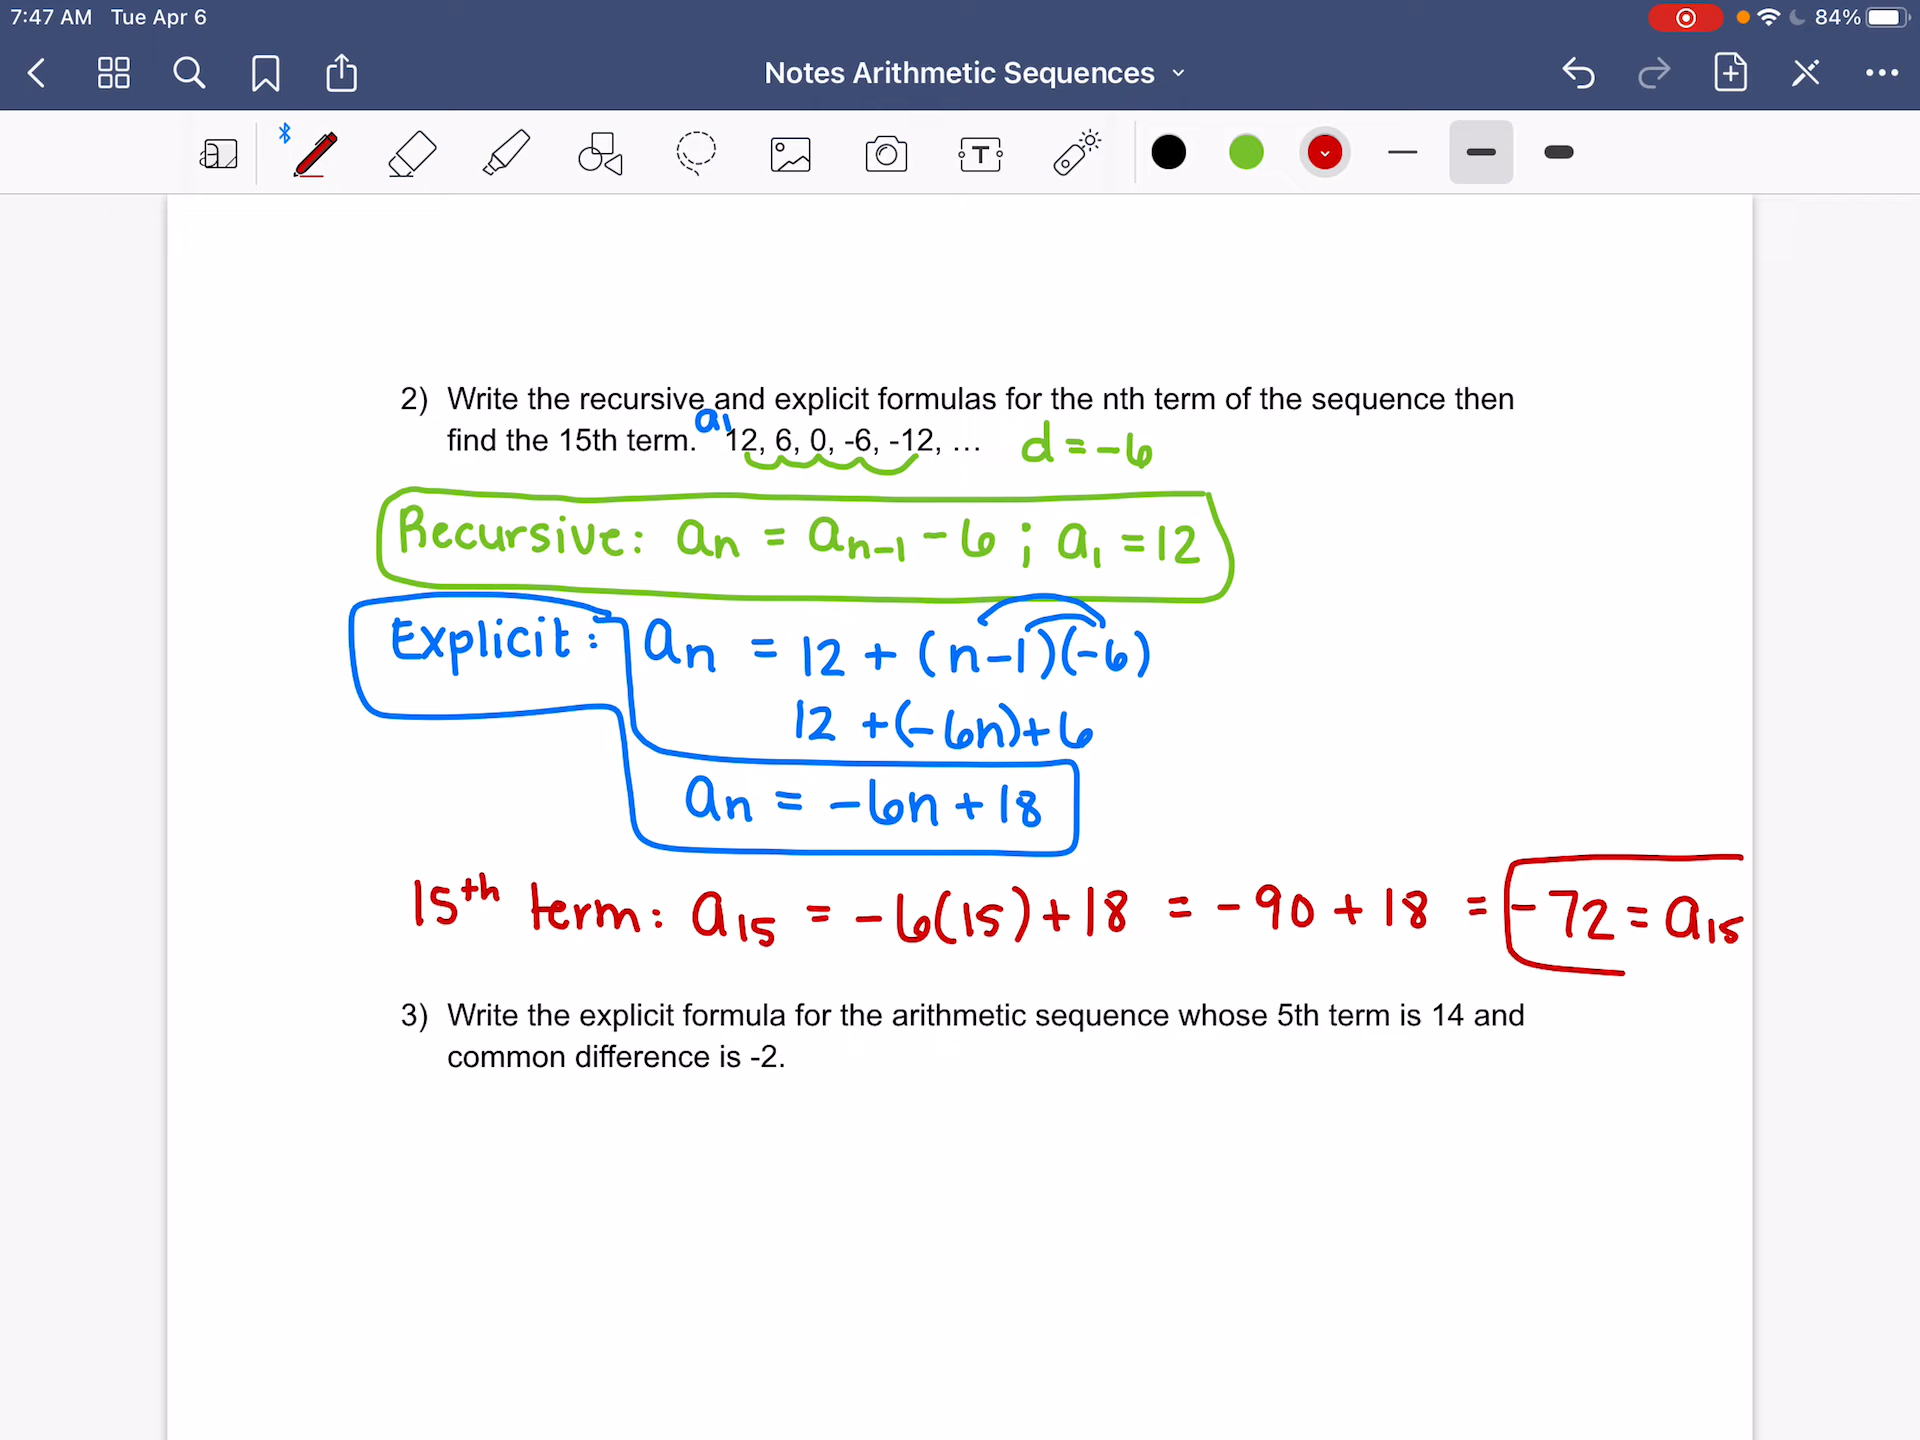 7:47 AM Tue Apr 6 84%
Notes Arithmetic Sequences
2) Write the recursive and explicit formulas for the nth term of the sequence then
find the 15th term. a₁ 12, 6, 0, -6, -12, ... d = -6
Recursive: aₙ = aₙ₋₁ - 6 ; a₁ = 12
Explicit: aₙ = 12 + (n-1)(-6)
12 + (-6n) + 6
aₙ = -6n + 18
15ᵗʰ term: a₁₅ = -6(15) + 18 = -90 + 18 = -72 = a₁₅
3) Write the explicit formula for the arithmetic sequence whose 5th term is 14 and
common difference is -2.